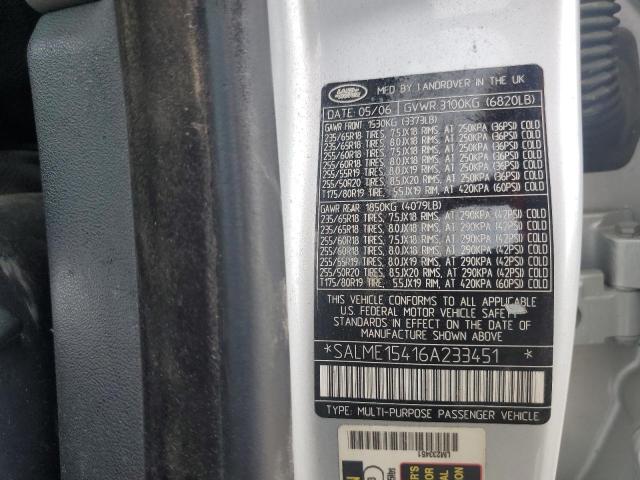 LAND ROVER
MFD BY LANDROVER IN THE UK
DATE: 05/06 GVWR 3100KG (6820LB)
GAWR FRONT 1530KG (3373LB)
235/65R18 TIRES, 7.5JX18 RIMS, AT 250KPA (36PSI) COLD
235/65R18 TIRES, 8.0JX18 RIMS, AT 250KPA (36PSI) COLD
255/60R18 TIRES, 7.5JX18 RIMS, AT 250KPA (36PSI) COLD
255/60R18 TIRES, 8.0JX18 RIMS, AT 250KPA (36PSI) COLD
255/55R19 TIRES, 8.0JX19 RIMS, AT 250KPA (36PSI) COLD
255/50R20 TIRES, 8.5JX20 RIMS, AT 250KPA (36PSI) COLD
T175/80R19 TIRE, 5.5JX19 RIM, AT 420KPA (60PSI) COLD
GAWR REAR 1850KG (4079LB)
235/65R18 TIRES, 7.5JX18 RIMS, AT 290KPA (42PSI) COLD
235/65R18 TIRES, 8.0JX18 RIMS, AT 290KPA (42PSI) COLD
255/60R18 TIRES, 7.5JX18 RIMS, AT 290KPA (42PSI) COLD
255/60R18 TIRES, 8.0JX18 RIMS, AT 290KPA (42PSI) COLD
255/55R19 TIRES, 8.0JX19 RIMS, AT 290KPA (42PSI) COLD
255/50R20 TIRES, 8.5JX20 RIMS, AT 290KPA (42PSI) COLD
T175/80R19 TIRE, 5.5JX19 RIM, AT 420KPA (60PSI) COLD
THIS VEHICLE CONFORMS TO ALL APPLICABLE
U.S. FEDERAL MOTOR VEHICLE SAFETY
STANDARDS IN EFFECT ON THE DATE OF
MANUFACTURE SHOWN ABOVE
*SALME15416A233451 *
TYPE: MULTI-PURPOSE PASSENGER VEHICLE
LM233451